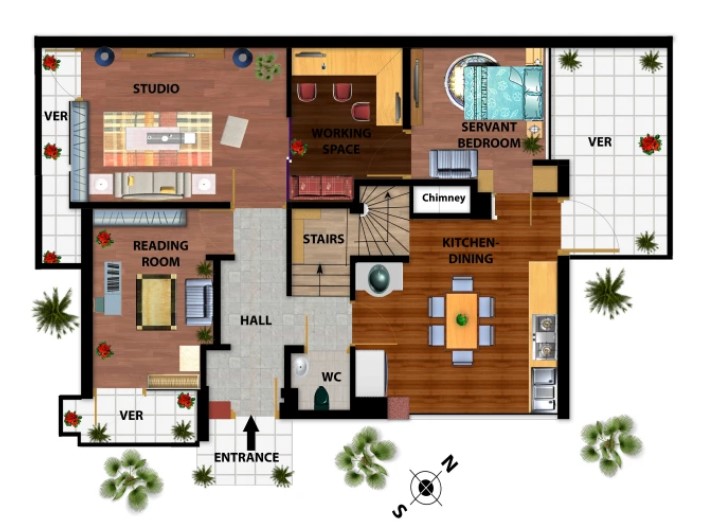 STUDIO
VER
WORKING
SPACE
SERVANT
BEDROOM
VER
Chimney
READING
ROOM
STAIRS
KITCHEN-
DINING
HALL
WC
VER
ENTRANCE
N
S